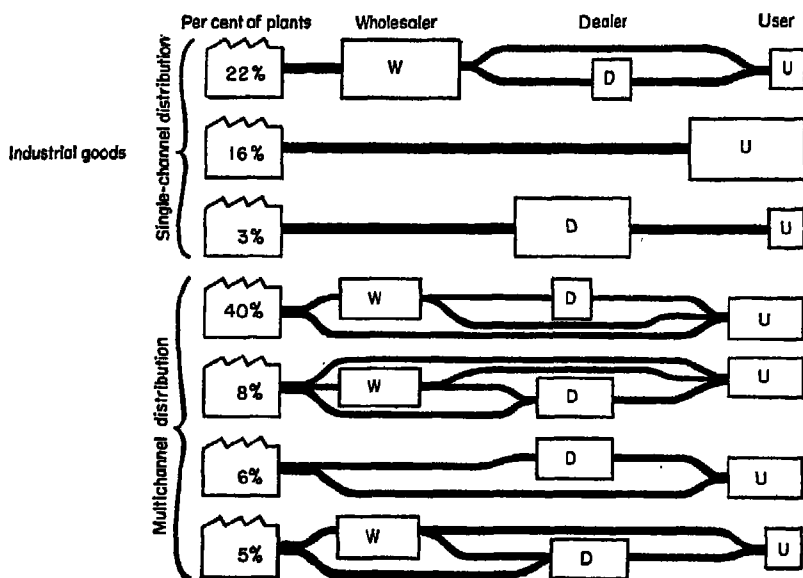 Per cent of plants Wholesaler Dealer User
Industrial goods
Single-channel distribution
22% W D U
16% U
3% D U
Multichannel distribution
40% W D U
8% W D U
6% D U
5% W D U